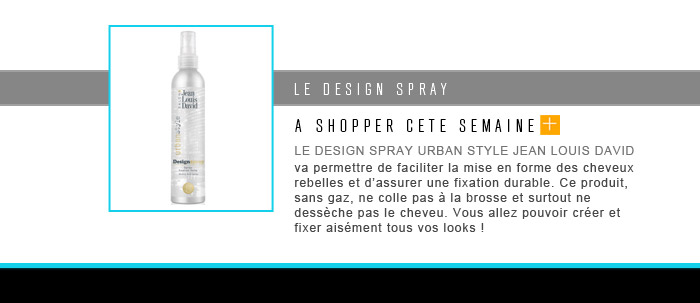 LE DESIGN SPRAY
A SHOPPER CETE SEMAINE +
LE DESIGN SPRAY URBAN STYLE JEAN LOUIS DAVID
va permettre de faciliter la mise en forme des cheveux
rebelles et d’assurer une fixation durable. Ce produit,
sans gaz, ne colle pas à la brosse et surtout ne
dessèche pas le cheveu. Vous allez pouvoir créer et
fixer aisément tous vos looks !
Jean
Louis
David
Design